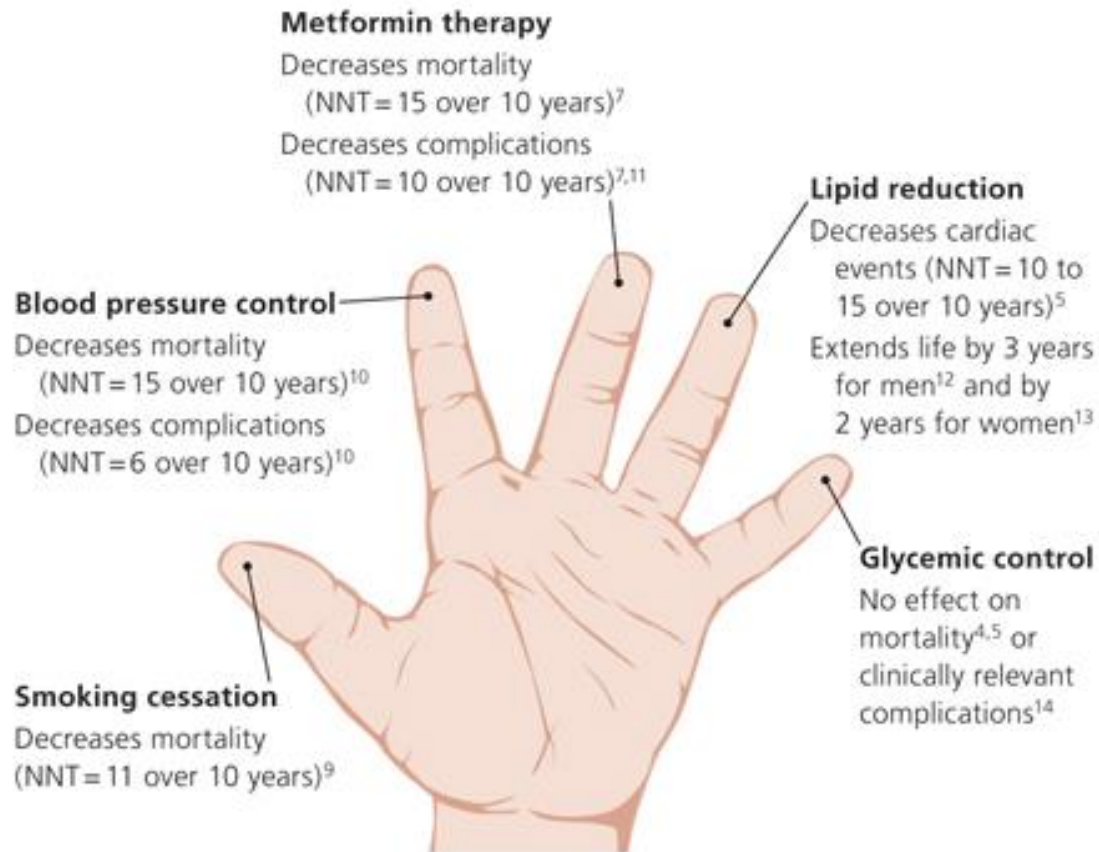 Metformin therapy
Decreases mortality
(NNT = 15 over 10 years)7
Decreases complications
(NNT = 10 over 10 years)7,11
Lipid reduction
Decreases cardiac
events (NNT = 10 to
15 over 10 years)5
Extends life by 3 years
for men12 and by
2 years for women13
Blood pressure control
Decreases mortality
(NNT = 15 over 10 years)10
Decreases complications
(NNT = 6 over 10 years)10
Glycemic control
No effect on
mortality4,5 or
clinically relevant
complications14
Smoking cessation
Decreases mortality
(NNT = 11 over 10 years)9